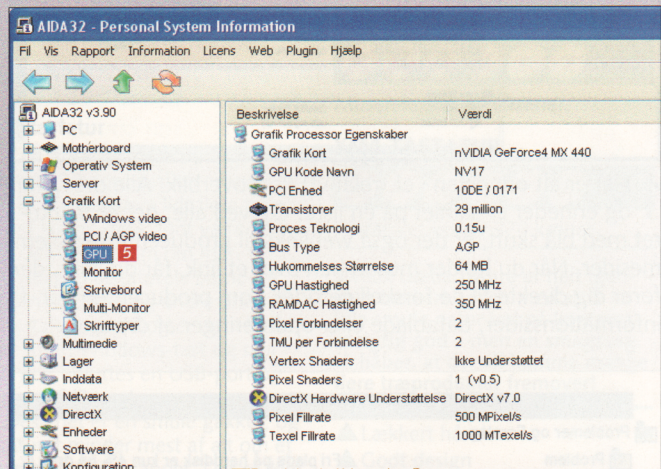 AIDA32 - Personal System Information
Fil Vis Rapport Information Licens Web Plugin Hjælp
AIDA32 v3.90
PC
Motherboard
Operativ System
Server
Grafik Kort
Windows video
PCI / AGP video
GPU 5
Monitor
Skrivebord
Multi-Monitor
Skrifttyper
Multimedie
Lager
Inddata
Netværk
DirectX
Enheder
Software
Konfiguration
Beskrivelse Værdi
Grafik Processor Egenskaber
Grafik Kort nVIDIA GeForce4 MX 440
GPU Kode Navn NV17
PCI Enhed 10DE / 0171
Transistorer 29 million
Proces Teknologi 0.15u
Bus Type AGP
Hukommelses Størrelse 64 MB
GPU Hastighed 250 MHz
RAMDAC Hastighed 350 MHz
Pixel Forbindelser 2
TMU per Forbindelse 2
Vertex Shaders Ikke Understøttet
Pixel Shaders 1 (v0.5)
DirectX Hardware Understøttelse DirectX v7.0
Pixel Fillrate 500 MPixel/s
Texel Fillrate 1000 MTexel/s